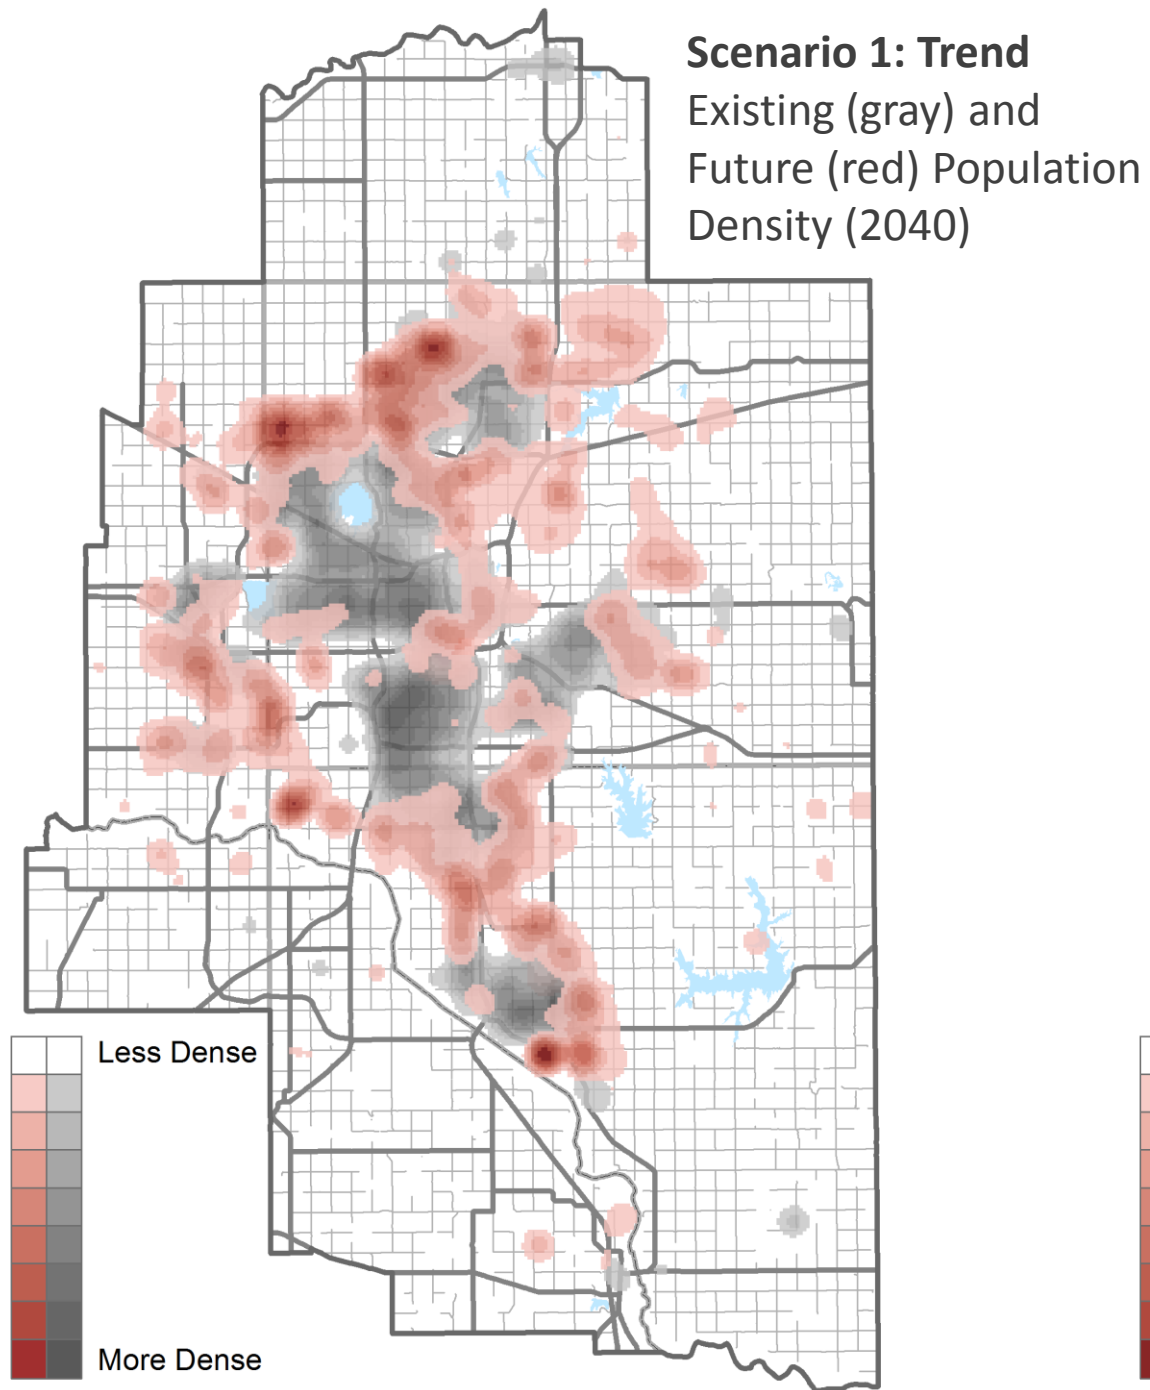 Scenario 1: Trend
Existing (gray) and
Future (red) Population
Density (2040)
Less Dense
More Dense